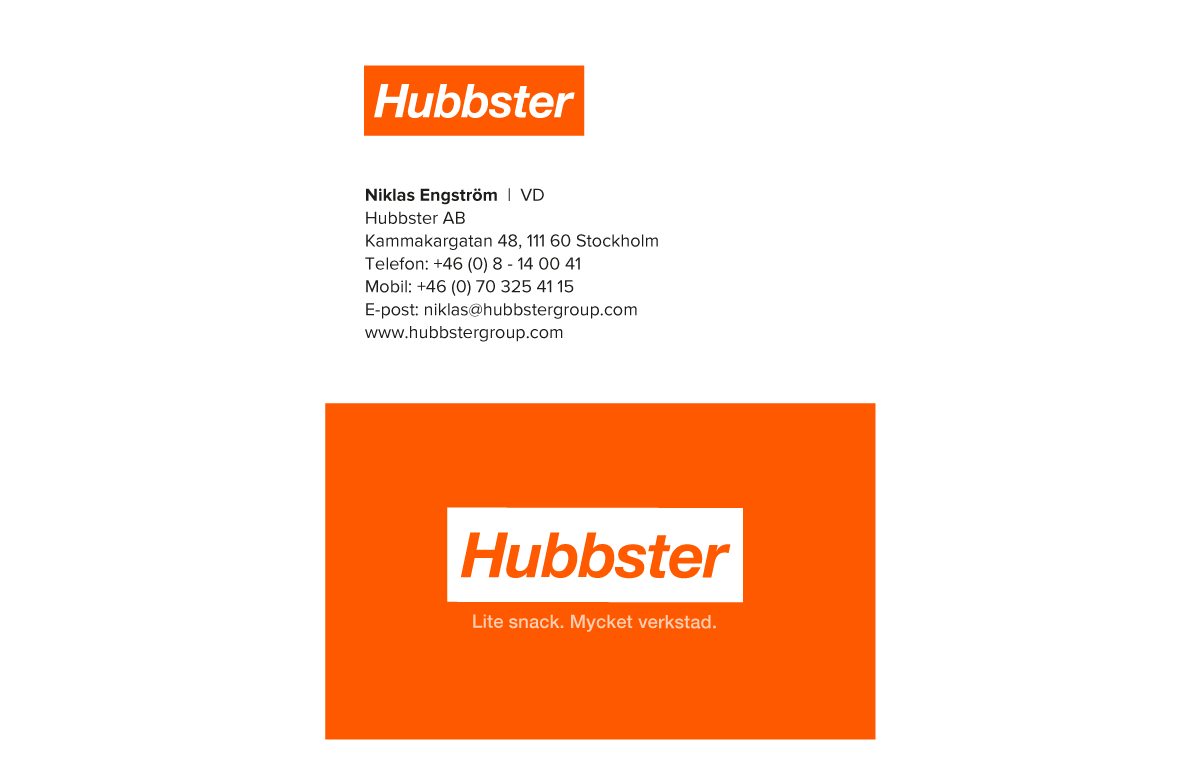 Hubbster
Niklas Engström | VD
Hubbster AB
Kammakargatan 48, 111 60 Stockholm
Telefon: +46 (0) 8 - 14 00 41
Mobil: +46 (0) 70 325 41 15
E-post: niklas@hubbstergroup.com
www.hubbstergroup.com
Hubbster
Lite snack. Mycket verkstad.